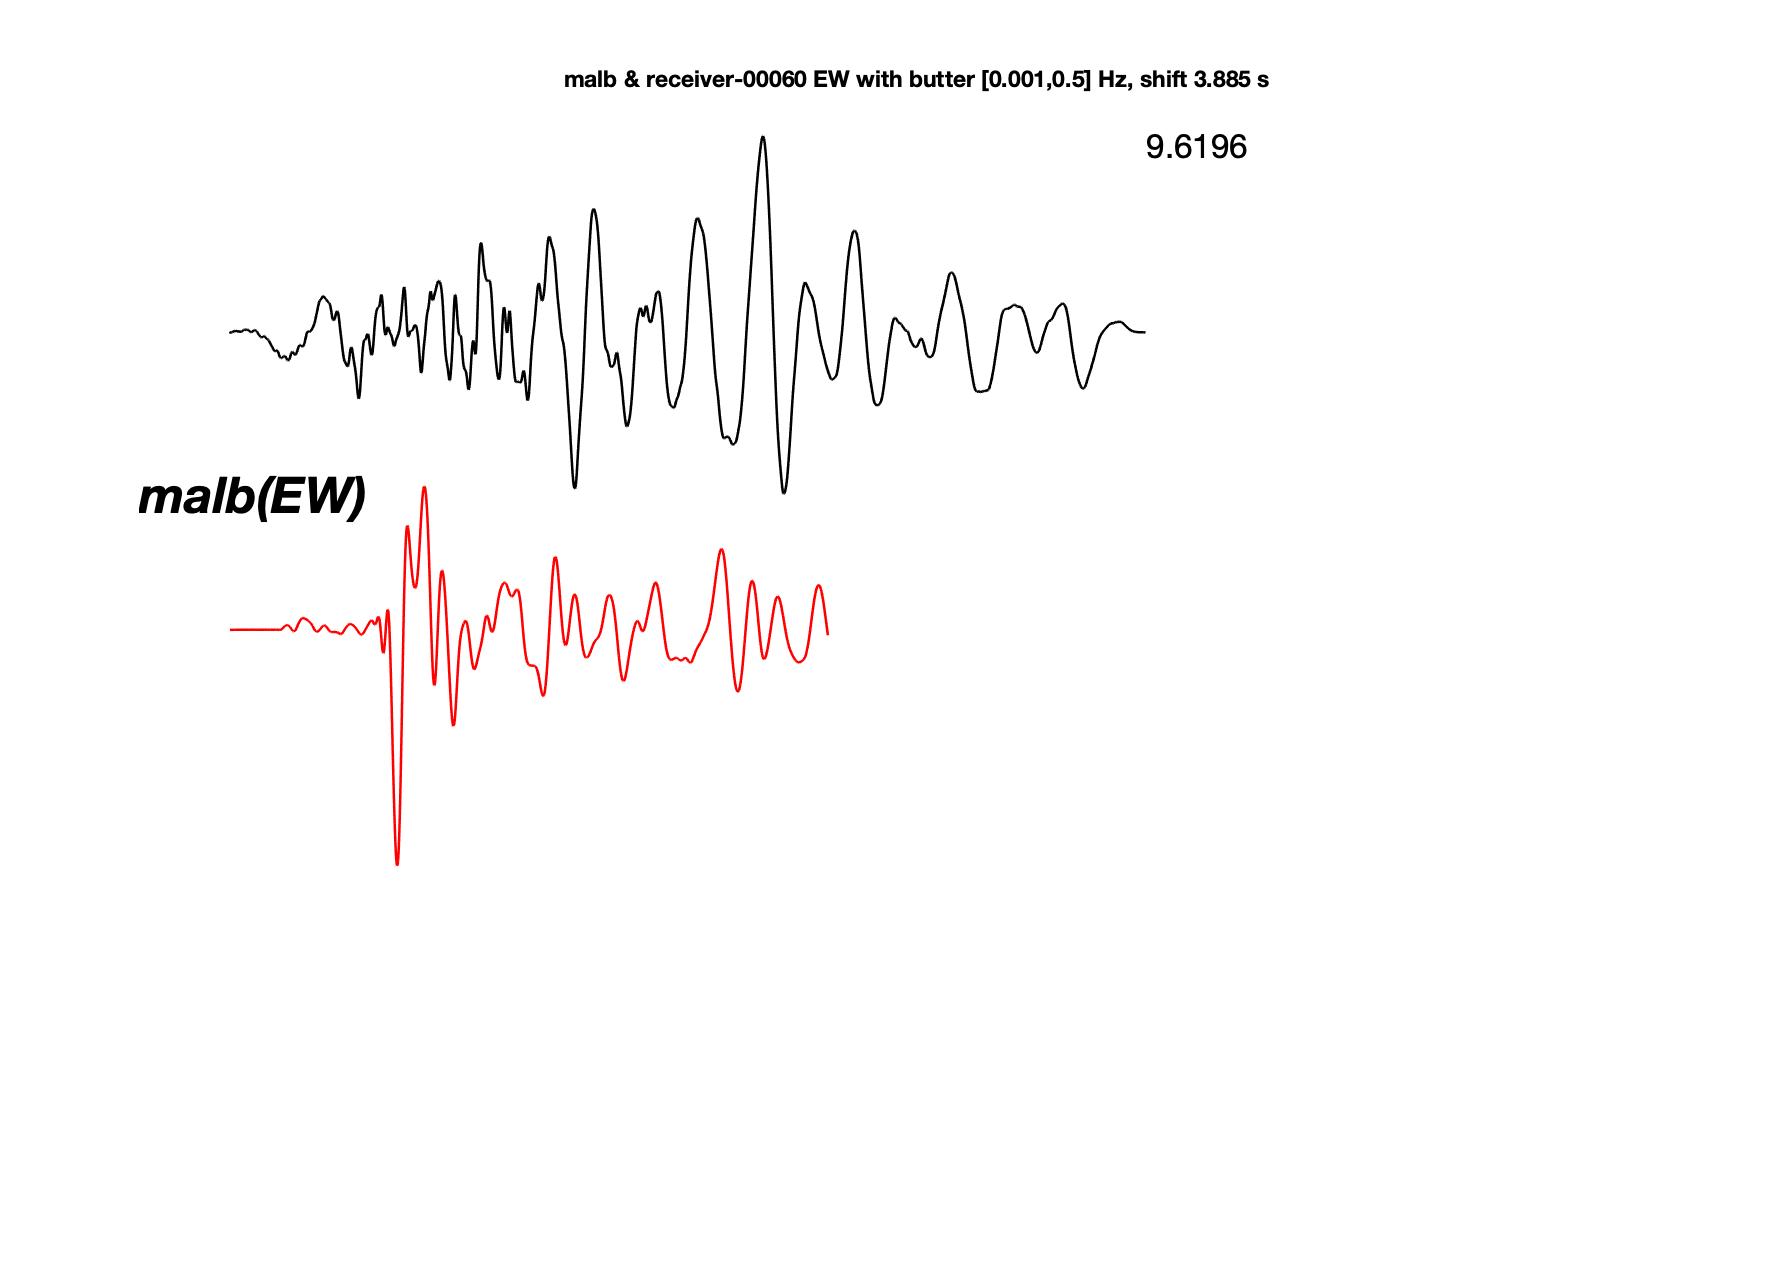 malb & receiver-00060 EW with butter [0.001,0.5] Hz, shift 3.885 s
9.6196
malb(EW)